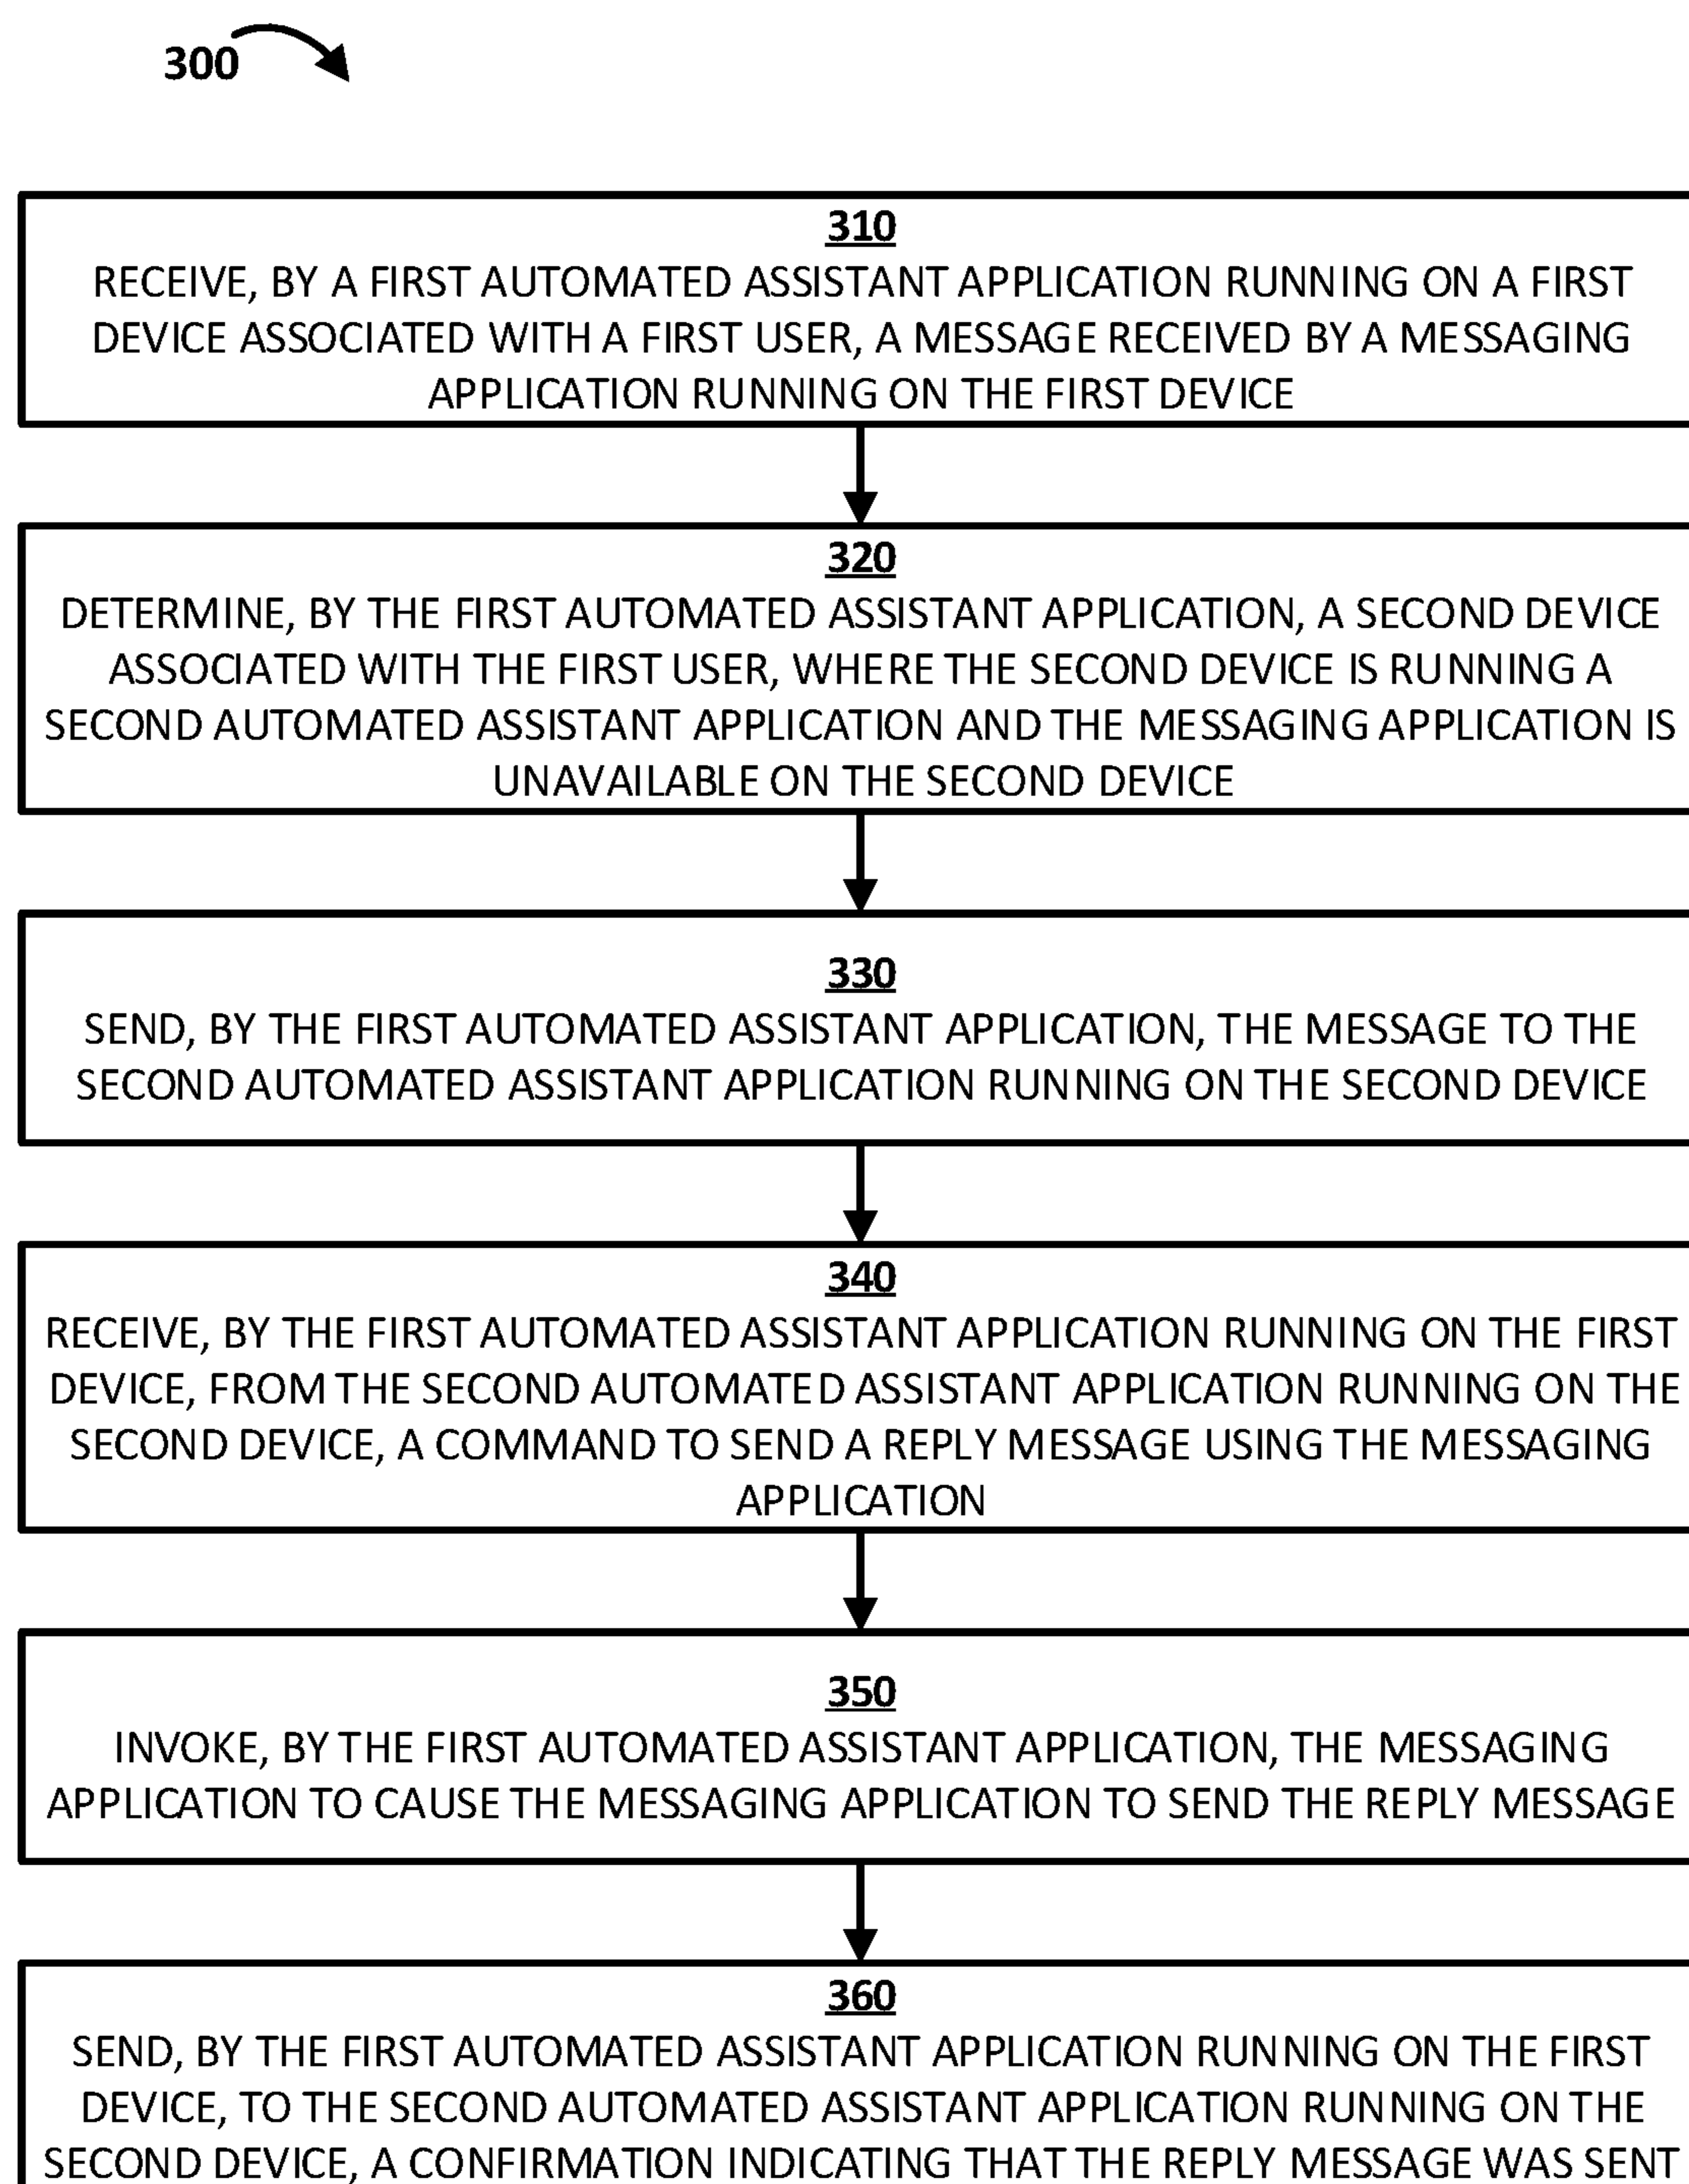 300
310
RECEIVE, BY A FIRST AUTOMATED ASSISTANT APPLICATION RUNNING ON A FIRST
DEVICE ASSOCIATED WITH A FIRST USER, A MESSAGE RECEIVED BY A MESSAGING
APPLICATION RUNNING ON THE FIRST DEVICE
320
DETERMINE, BY THE FIRST AUTOMATED ASSISTANT APPLICATION, A SECOND DEVICE
ASSOCIATED WITH THE FIRST USER, WHERE THE SECOND DEVICE IS RUNNING A
SECOND AUTOMATED ASSISTANT APPLICATION AND THE MESSAGING APPLICATION IS
UNAVAILABLE ON THE SECOND DEVICE
330
SEND, BY THE FIRST AUTOMATED ASSISTANT APPLICATION, THE MESSAGE TO THE
SECOND AUTOMATED ASSISTANT APPLICATION RUNNING ON THE SECOND DEVICE
340
RECEIVE, BY THE FIRST AUTOMATED ASSISTANT APPLICATION RUNNING ON THE FIRST
DEVICE, FROM THE SECOND AUTOMATED ASSISTANT APPLICATION RUNNING ON THE
SECOND DEVICE, A COMMAND TO SEND A REPLY MESSAGE USING THE MESSAGING
APPLICATION
350
INVOKE, BY THE FIRST AUTOMATED ASSISTANT APPLICATION, THE MESSAGING
APPLICATION TO CAUSE THE MESSAGING APPLICATION TO SEND THE REPLY MESSAGE
360
SEND, BY THE FIRST AUTOMATED ASSISTANT APPLICATION RUNNING ON THE FIRST
DEVICE, TO THE SECOND AUTOMATED ASSISTANT APPLICATION RUNNING ON THE
SECOND DEVICE, A CONFIRMATION INDICATING THAT THE REPLY MESSAGE WAS SENT